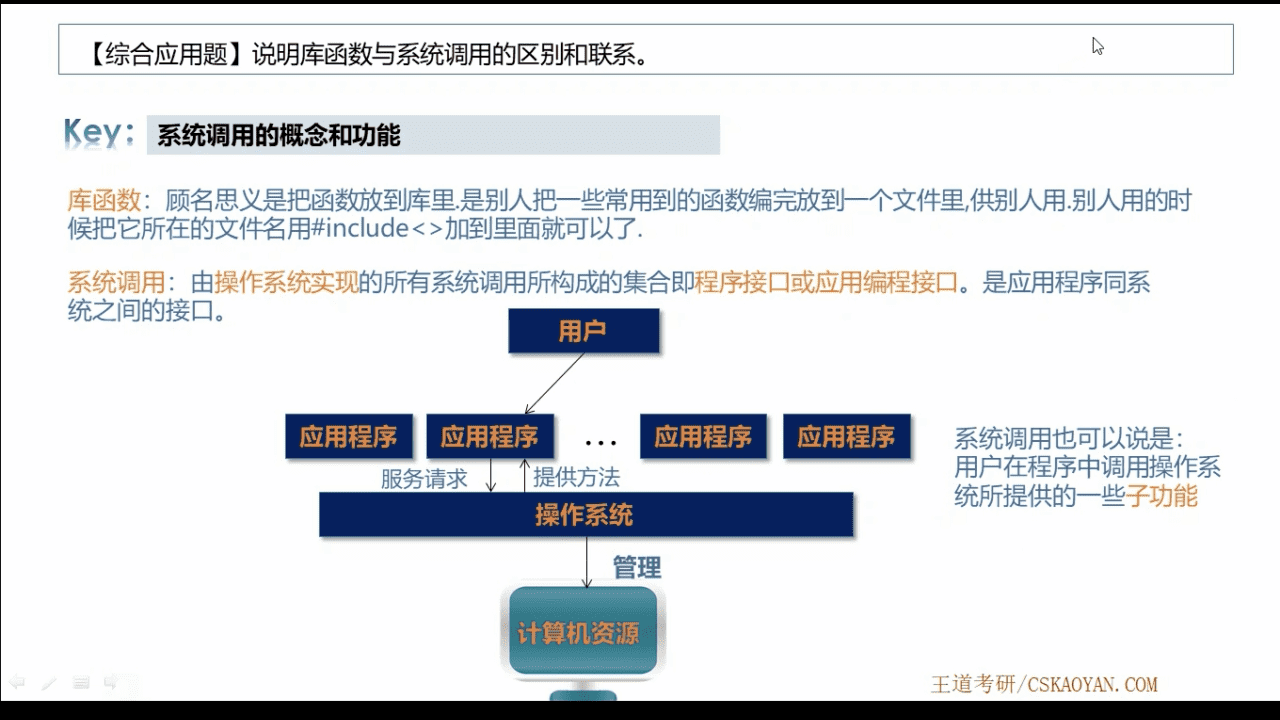 【综合应用题】说明库函数与系统调用的区别和联系。
Key: 系统调用的概念和功能
库函数：顾名思义是把函数放到库里.是别人把一些常用到的函数编完放到一个文件里,供别人用.别人用的时
候把它所在的文件名用#include<>加到里面就可以了.
系统调用：由操作系统实现的所有系统调用所构成的集合即程序接口或应用编程接口。是应用程序同系
统之间的接口。
用户
应用程序 应用程序 ... 应用程序 应用程序
服务请求 提供方法
操作系统
管理
计算机资源
系统调用也可以说是：
用户在程序中调用操作系
统所提供的一些子功能
王道考研/CSKAOYAN.COM